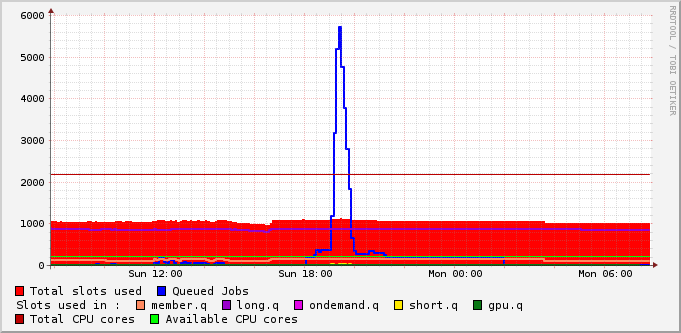 6000
5000
4000
3000
2000
1000
0
Sun 12:00 Sun 18:00 Mon 00:00 Mon 06:00
Total slots used Queued Jobs
Slots used in : member.q long.q ondemand.q short.q gpu.q
Total CPU cores Available CPU cores
RRDTOOL / TOBI OETIKER